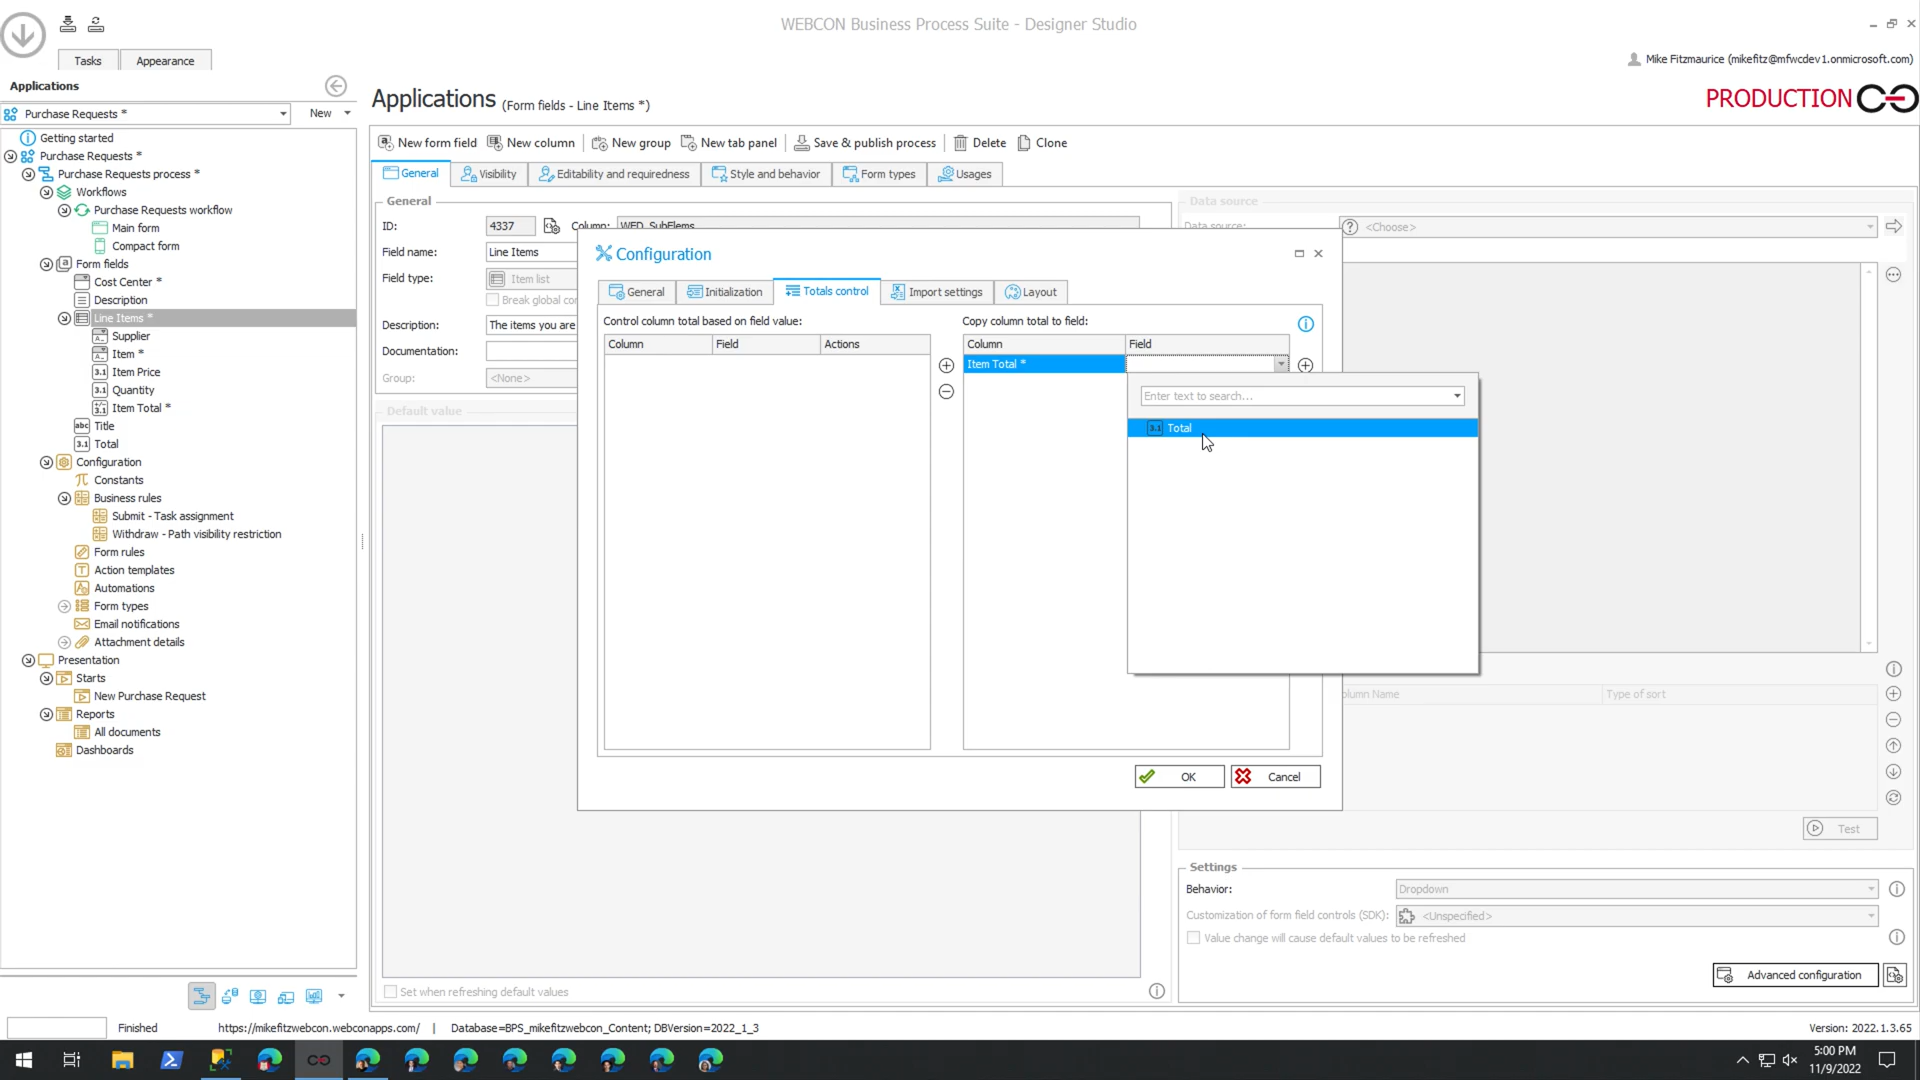 WEBCON Business Process Suite - Designer Studio
Tasks
Appearance
Mike Fitzmaurice (mikefitz@mfwcdev1.onmicrosoft.com)
Applications
Purchase Requests *
New
Applications (Form fields - Line Items *)
PRODUCTION
Getting started
Purchase Requests *
Purchase Requests process *
Workflows
Purchase Requests workflow
Main form
Compact form
Form fields
Cost Center *
Description
Line Items *
Supplier
Item *
Item Price
Quantity
Item Total *
Title
Total
Configuration
Constants
Business rules
Submit - Task assignment
Withdraw - Path visibility restriction
Form rules
Action templates
Automations
Form types
Email notifications
Attachment details
Presentation
Starts
New Purchase Request
Reports
All documents
Dashboards
New form field
New column
New group
New tab panel
Save & publish process
Delete
Clone
General
Visibility
Editability and requiredness
Style and behavior
Form types
Usages
General
ID:
4337
Column:
WFD_SubElems
Field name:
Line Items
Field type:
Item list
Break global con
Description:
The items you are
Documentation:
Group:
<None>
Default value
Set when refreshing default values
Data source
Data source:
<Choose>
Configuration
General
Initialization
Totals control
Import settings
Layout
Control column total based on field value:
Column
Field
Actions
Copy column total to field:
Column
Field
Item Total *
Enter text to search...
3.1 Total
OK
Cancel
olumn Name
Type of sort
Test
Settings
Behavior:
Dropdown
Customization of form field controls (SDK):
<Unspecified>
Value change will cause default values to be refreshed
Advanced configuration
Finished
https://mikefitzwebcon.webconapps.com/ | Database=BPS_mikefitzwebcon_Content; DBVersion=2022_1_3
Version: 2022.1.3.65
5:00 PM
11/9/2022